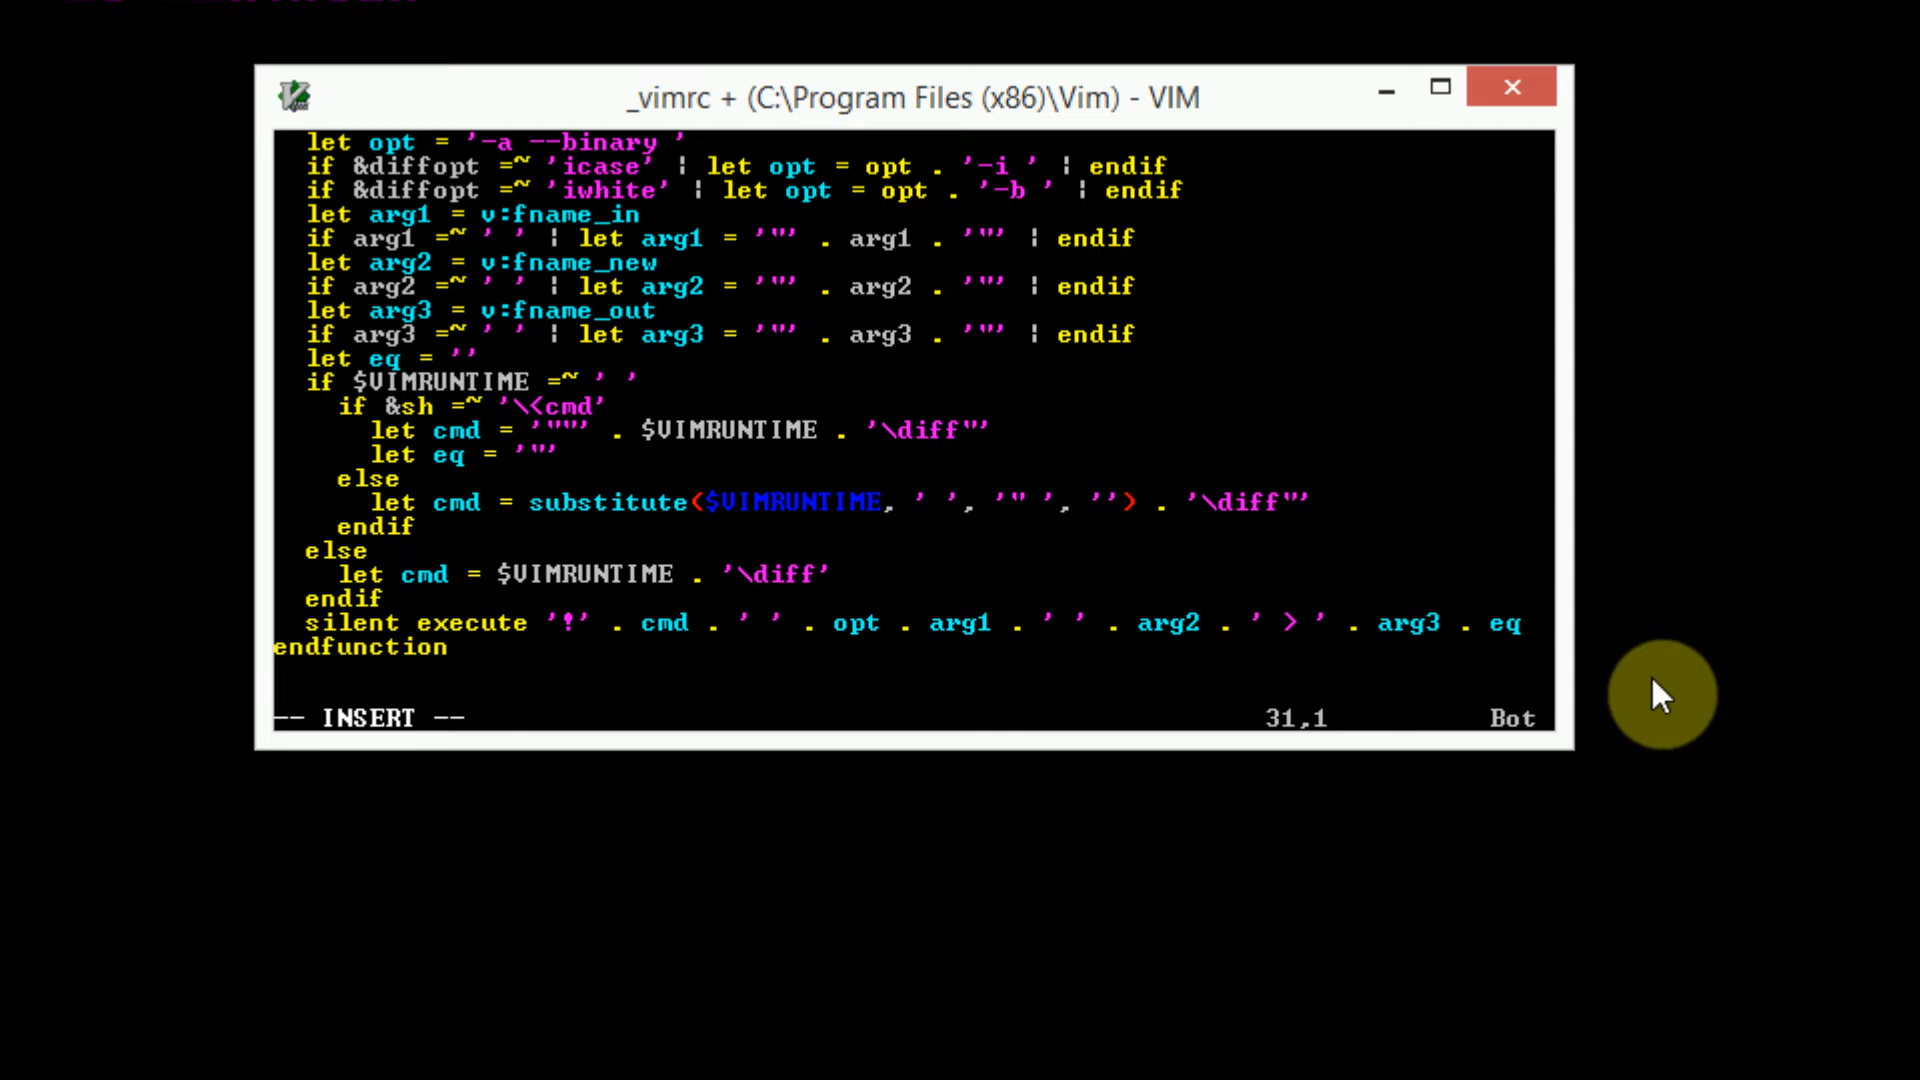 _vimrc + (C:\Program Files (x86)\Vim) - VIM
let opt = '-a --binary '
if &diffopt =~ 'icase' | let opt = opt . '-i ' | endif
if &diffopt =~ 'iwhite' | let opt = opt . '-b ' | endif
let arg1 = v:fname_in
if arg1 =~ ' ' | let arg1 = '"' . arg1 . '"' | endif
let arg2 = v:fname_new
if arg2 =~ ' ' | let arg2 = '"' . arg2 . '"' | endif
let arg3 = v:fname_out
if arg3 =~ ' ' | let arg3 = '"' . arg3 . '"' | endif
let eq = ''
if $VIMRUNTIME =~ ' '
if &sh =~ '\<cmd'
let cmd = '""' . $VIMRUNTIME . '\diff"'
let eq = '"'
else
let cmd = substitute($VIMRUNTIME, ' ', '" ', '') . '\diff"'
endif
else
let cmd = $VIMRUNTIME . '\diff'
endif
silent execute '!' . cmd . ' ' . opt . arg1 . ' ' . arg2 . ' > ' . arg3 . eq
endfunction
-- INSERT -- 31,1 Bot